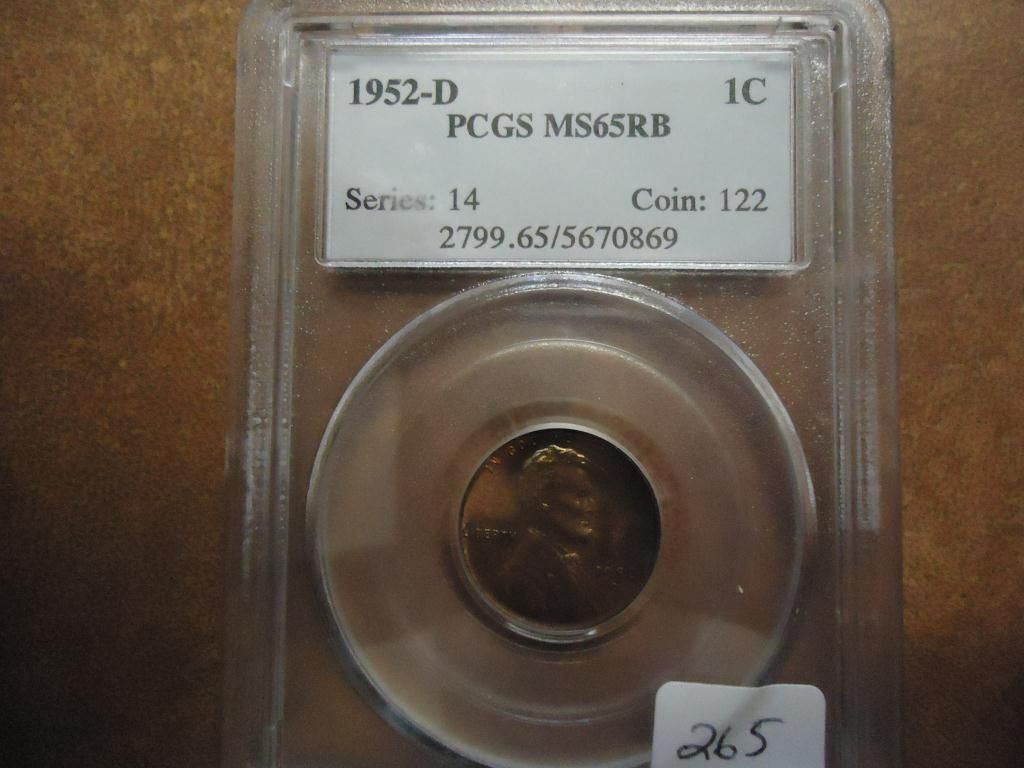 1952-D 1C
PCGS MS65RB
Series: 14 Coin: 122
2799.65/5670869
LIBERTY
265